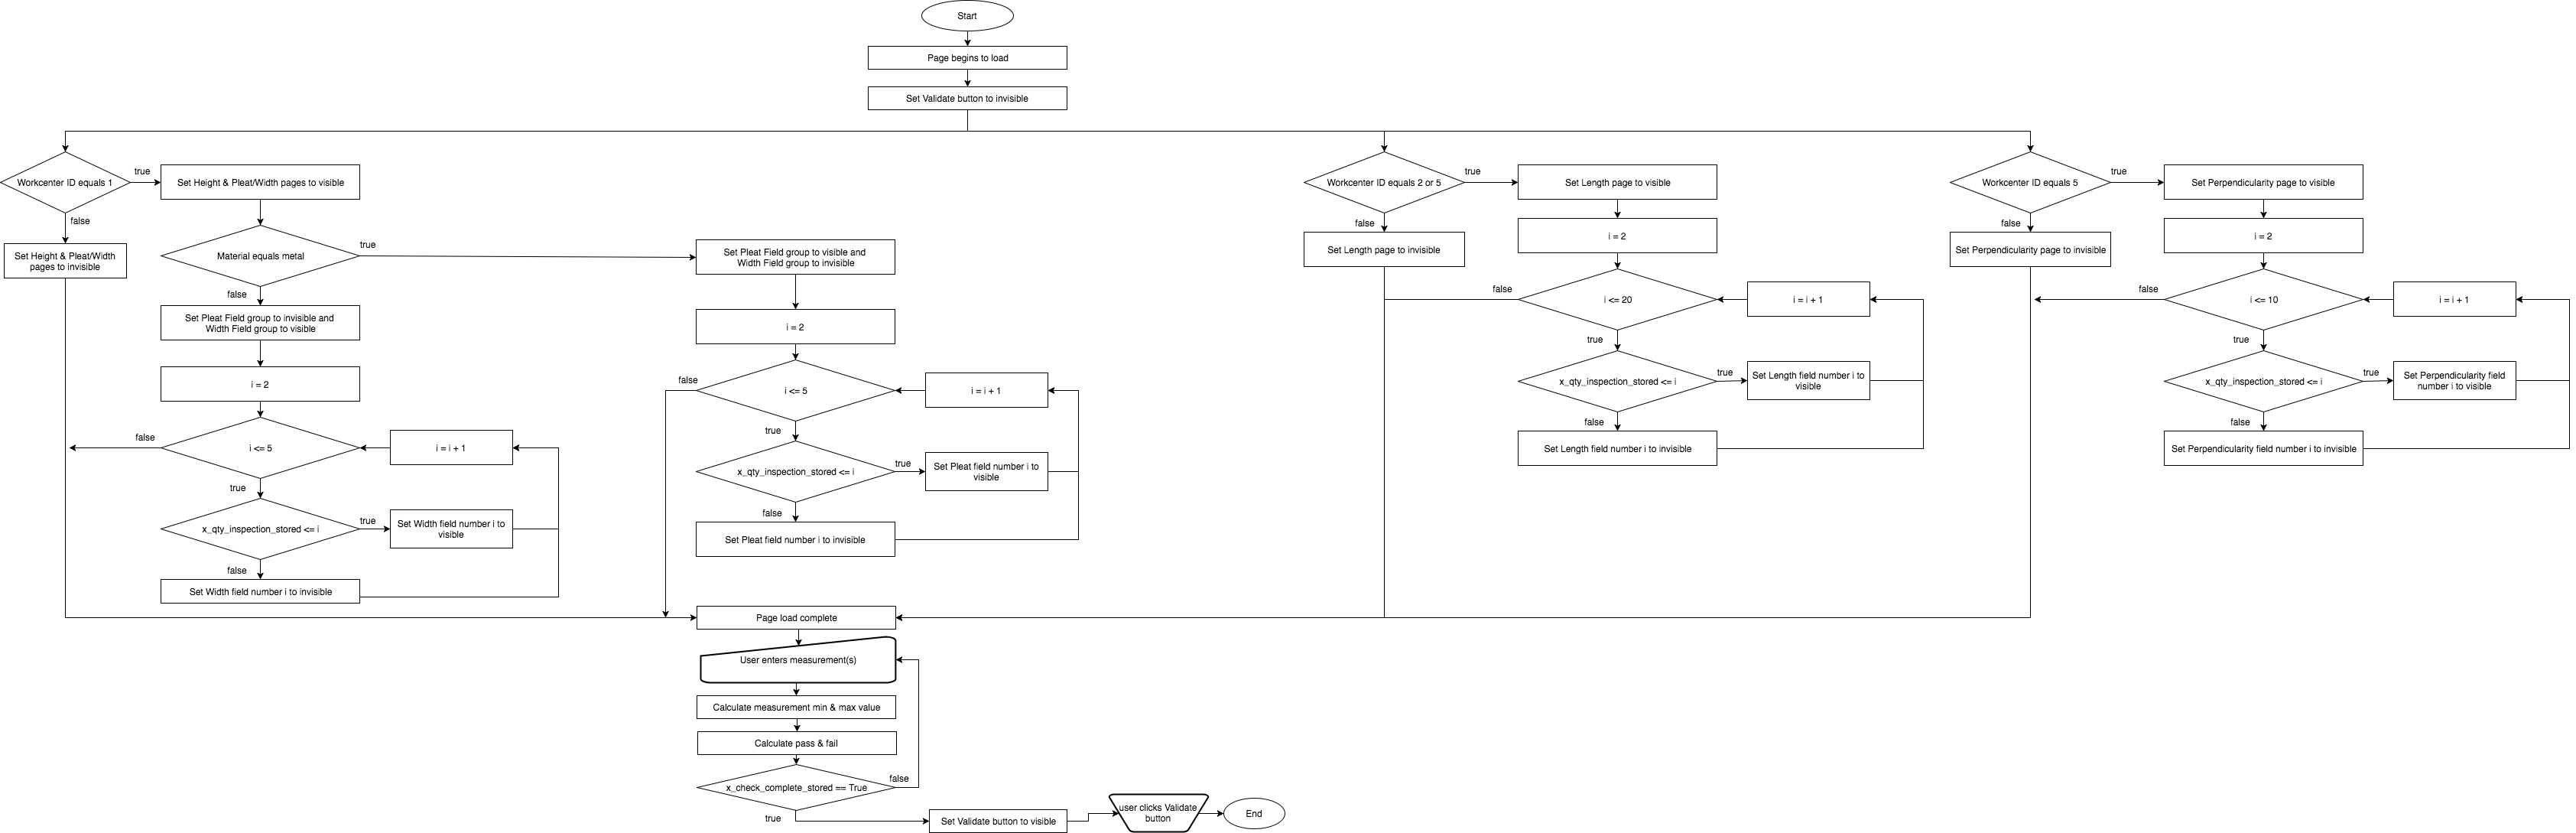 Start
Page begins to load
Set Validate button to invisible
Workcenter ID equals 1
true
Set Height & Pleat/Width pages to visible
false
Set Height & Pleat/Width
pages to invisible
Material equals metal
true
false
Set Pleat Field group to invisible and
Width Field group to visible
i = 2
i <= 5
false
i = i + 1
true
x_qty_inspection_stored <= i
true
Set Width field number i to
visible
false
Set Width field number i to invisible
Set Pleat Field group to visible and
Width Field group to invisible
i = 2
false
i <= 5
i = i + 1
true
x_qty_inspection_stored <= i
true
Set Pleat field number i to
visible
false
Set Pleat field number i to invisible
Workcenter ID equals 2 or 5
true
Set Length page to visible
false
Set Length page to invisible
i = 2
false
i <= 20
i = i + 1
true
x_qty_inspection_stored <= i
true
Set Length field number i to
visible
false
Set Length field number i to invisible
Workcenter ID equals 5
true
Set Perpendicularity page to visible
false
Set Perpendicularity page to invisible
i = 2
false
i <= 10
i = i + 1
true
x_qty_inspection_stored <= i
true
Set Perpendicularity field
number i to visible
false
Set Perpendicularity field number i to invisible
Page load complete
User enters measurement(s)
Calculate measurement min & max value
Calculate pass & fail
x_check_complete_stored == True
false
true
Set Validate button to visible
user clicks Validate
button
End